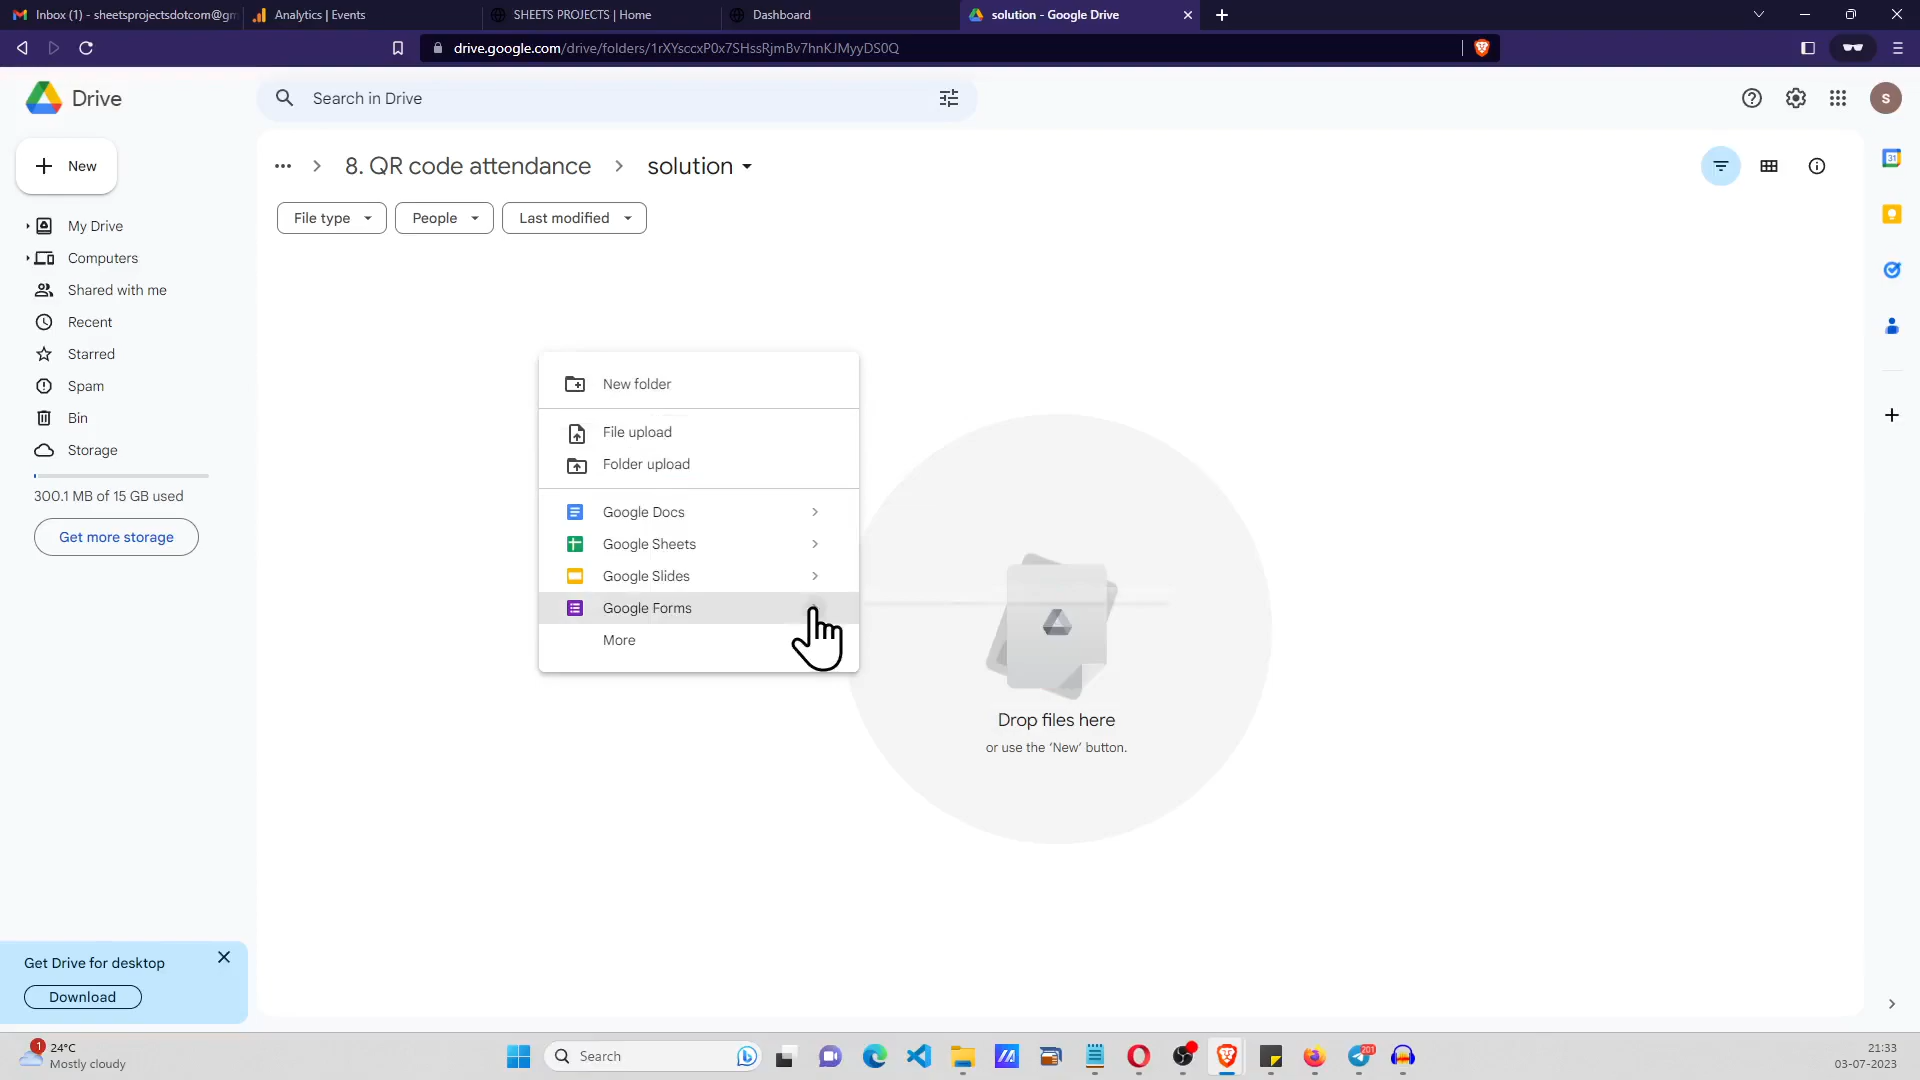 Inbox (1) - sheetsprojectsdotcom@gm
Analytics | Events
SHEETS PROJECTS | Home
Dashboard
solution - Google Drive
drive.google.com/drive/folders/1rXYsccxP0x7SHssRjmBv7hnKJMyyDS0Q
Drive
Search in Drive
S
New
8. QR code attendance
solution
File type
People
Last modified
My Drive
Computers
Shared with me
Recent
Starred
Spam
Bin
Storage
300.1 MB of 15 GB used
Get more storage
New folder
File upload
Folder upload
Google Docs
Google Sheets
Google Slides
Google Forms
More
Drop files here
or use the ‘New’ button.
31
Get Drive for desktop
Download
1
24°C
Mostly cloudy
Search
201
21:33
03-07-2023